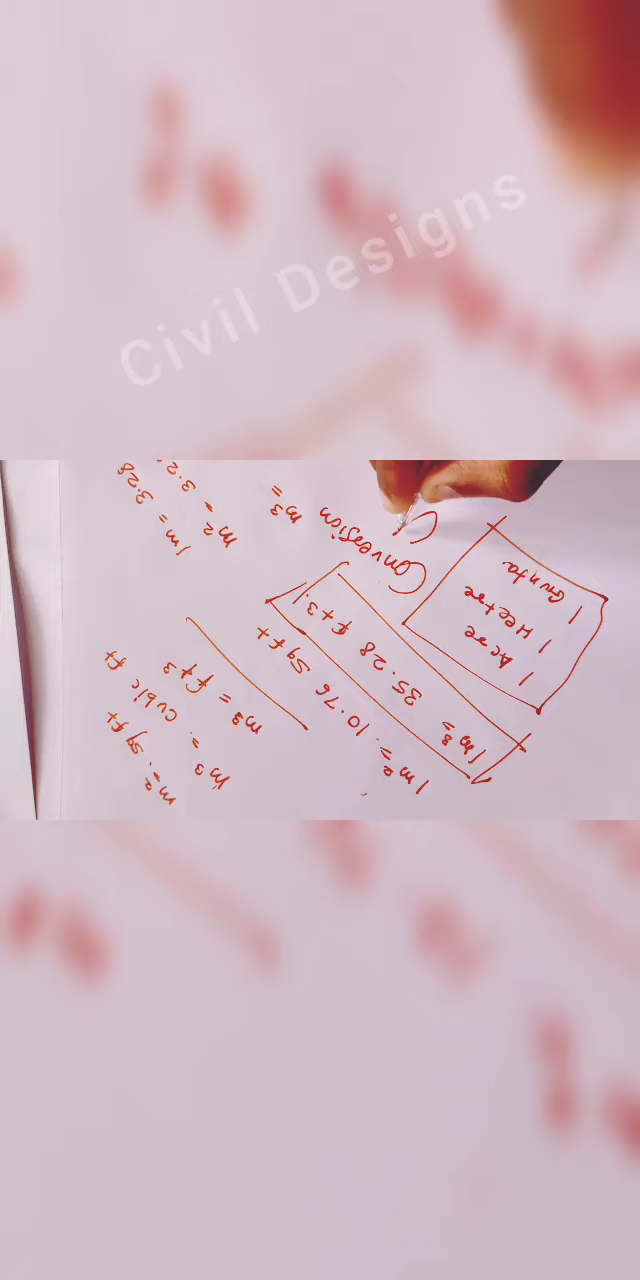 Civil Designs
Conversion
1m = 3.28
m² = 3.2
m³ =
1 Acre
1 Hectre
1 Gunta
1m³ = 35.28 ft3.
1m² = 10.76 sqft
m³ = ft3
m³ = cubic ft
m² = sqft